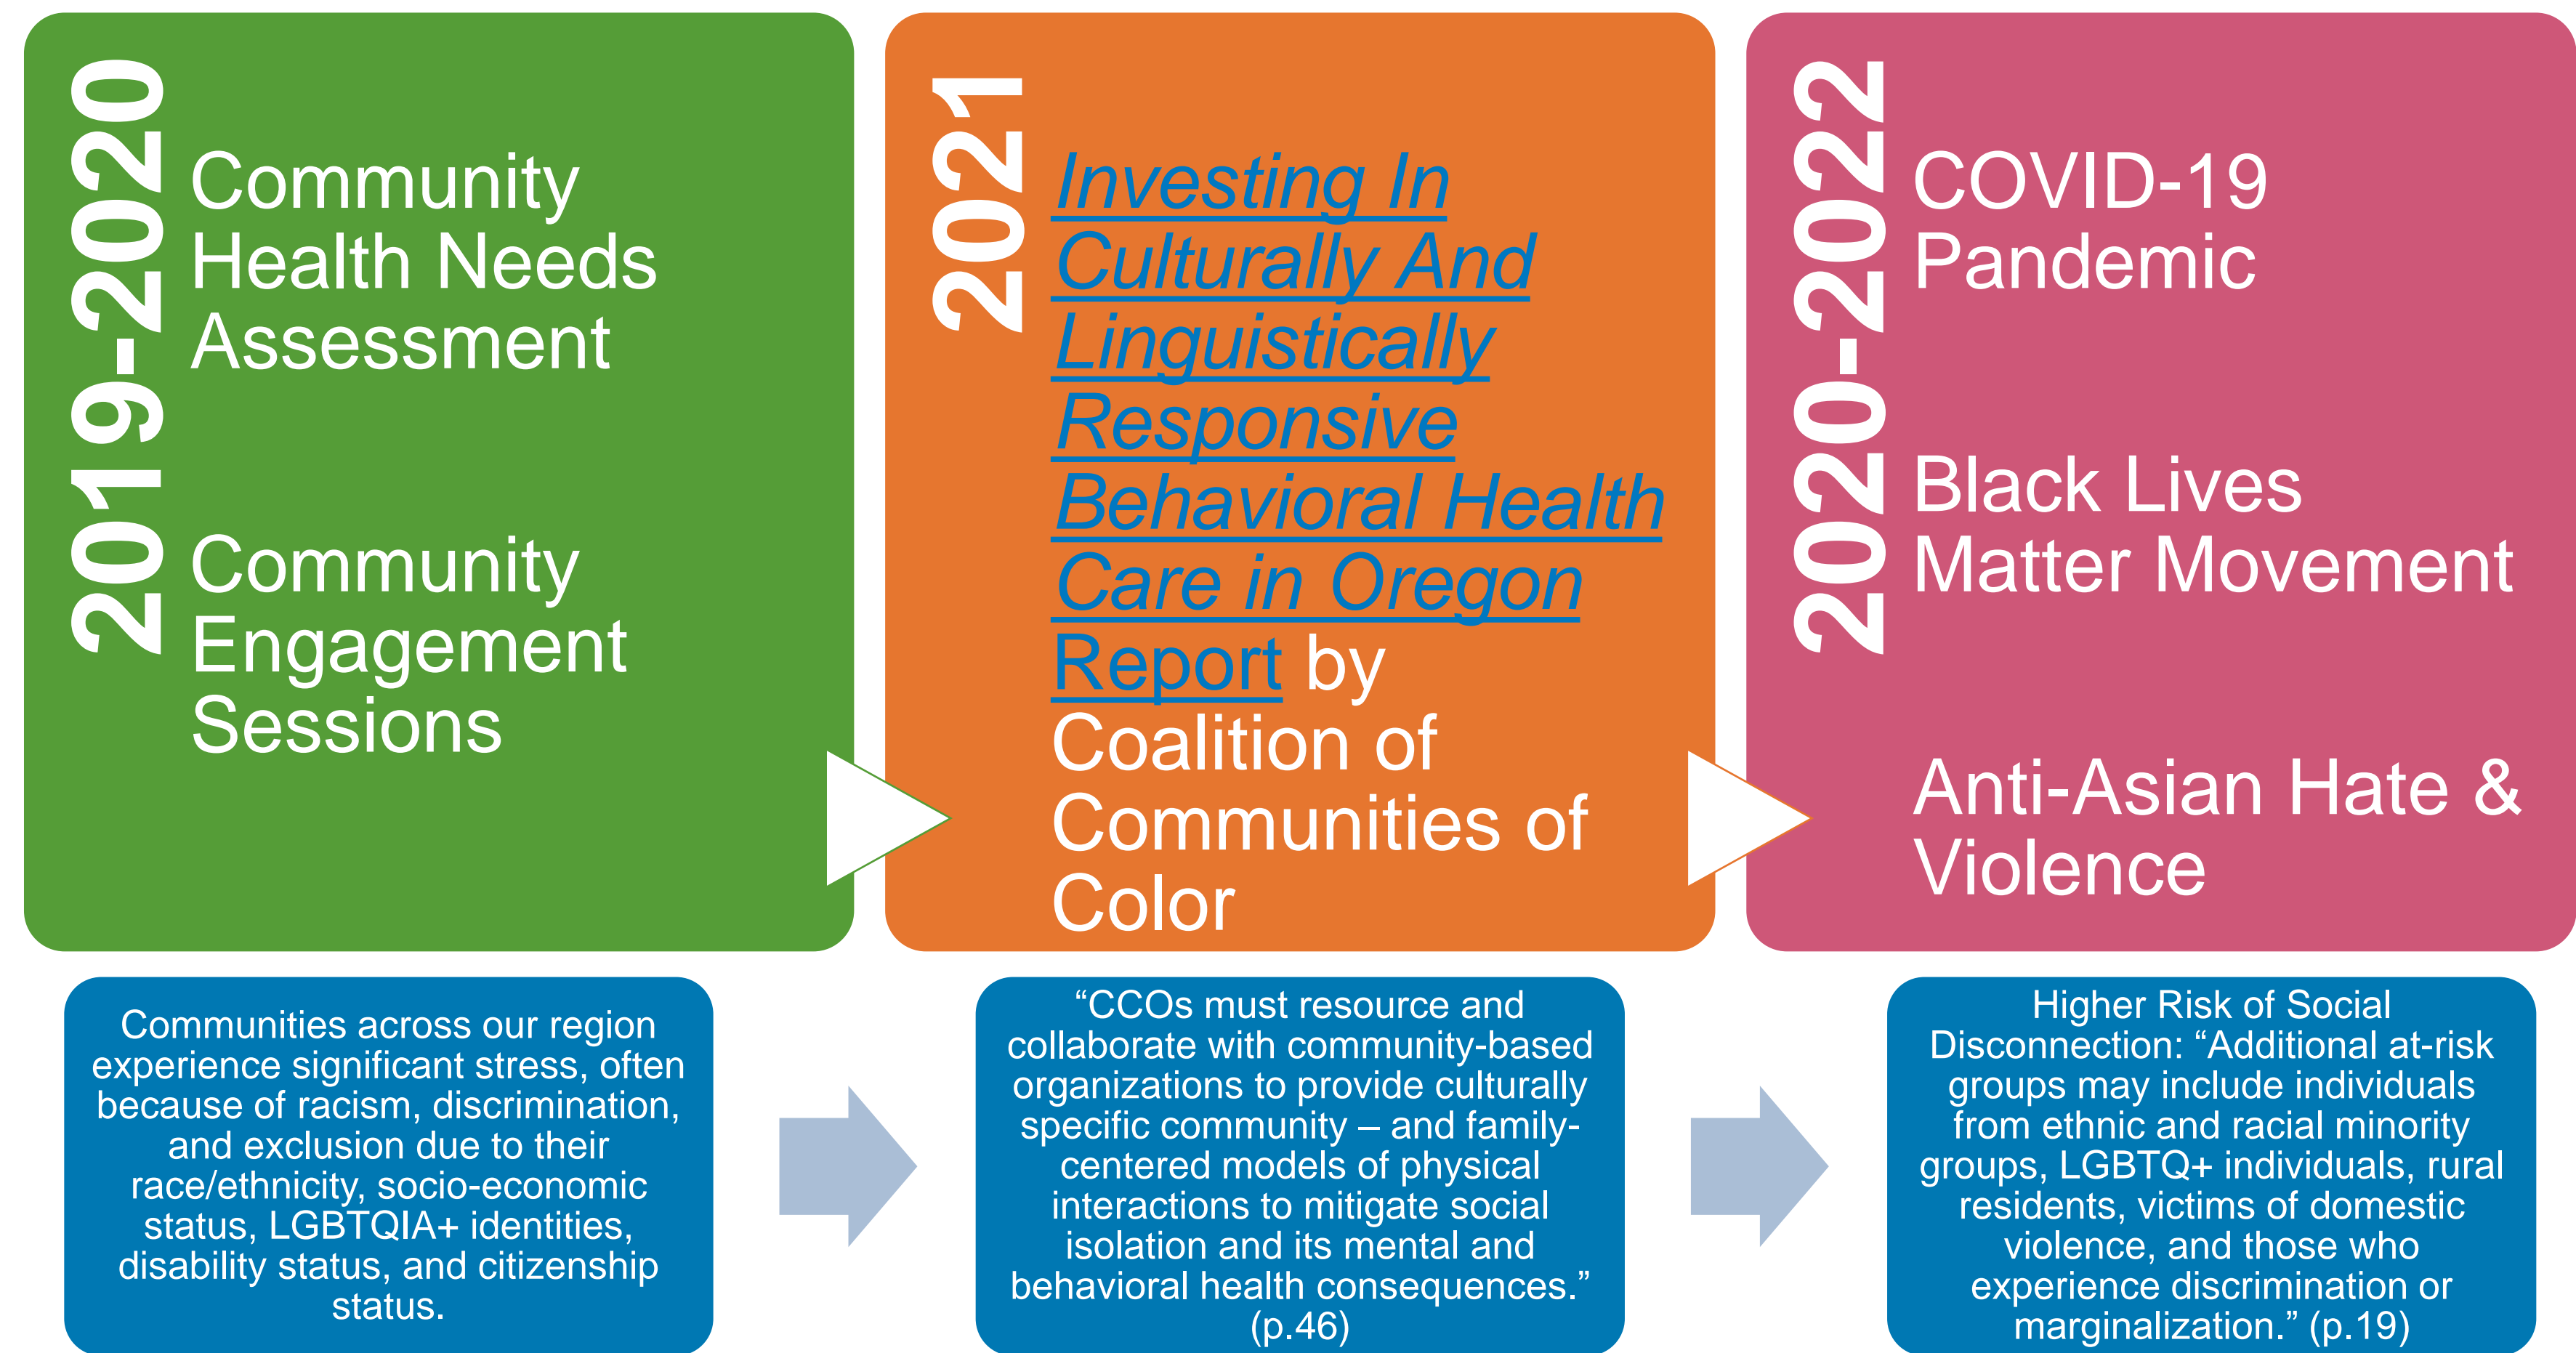 2019-2020
Community
Health Needs
Assessment
Community
Engagement
Sessions
2021
Investing In
Culturally And
Linguistically
Responsive
Behavioral Health
Care in Oregon
Report by
Coalition of
Communities of
Color
2020-2022
COVID-19
Pandemic
Black Lives
Matter Movement
Anti-Asian Hate &
Violence
Communities across our region
experience significant stress, often
because of racism, discrimination,
and exclusion due to their
race/ethnicity, socio-economic
status, LGBTQIA+ identities,
disability status, and citizenship
status.
“CCOs must resource and
collaborate with community-based
organizations to provide culturally
specific community – and family-
centered models of physical
interactions to mitigate social
isolation and its mental and
behavioral health consequences.”
(p.46)
Higher Risk of Social
Disconnection: “Additional at-risk
groups may include individuals
from ethnic and racial minority
groups, LGBTQ+ individuals, rural
residents, victims of domestic
violence, and those who
experience discrimination or
marginalization.” (p.19)